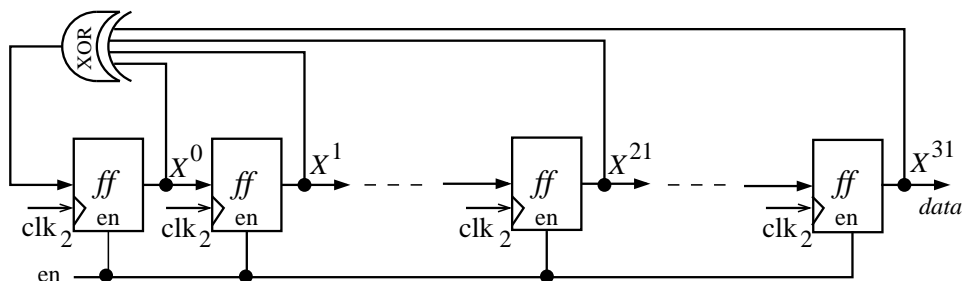 XOR
X^0
X^1
X^21
X^31
ff
ff
ff
ff
data
en
en
en
en
clk_2
clk_2
clk_2
clk_2
en